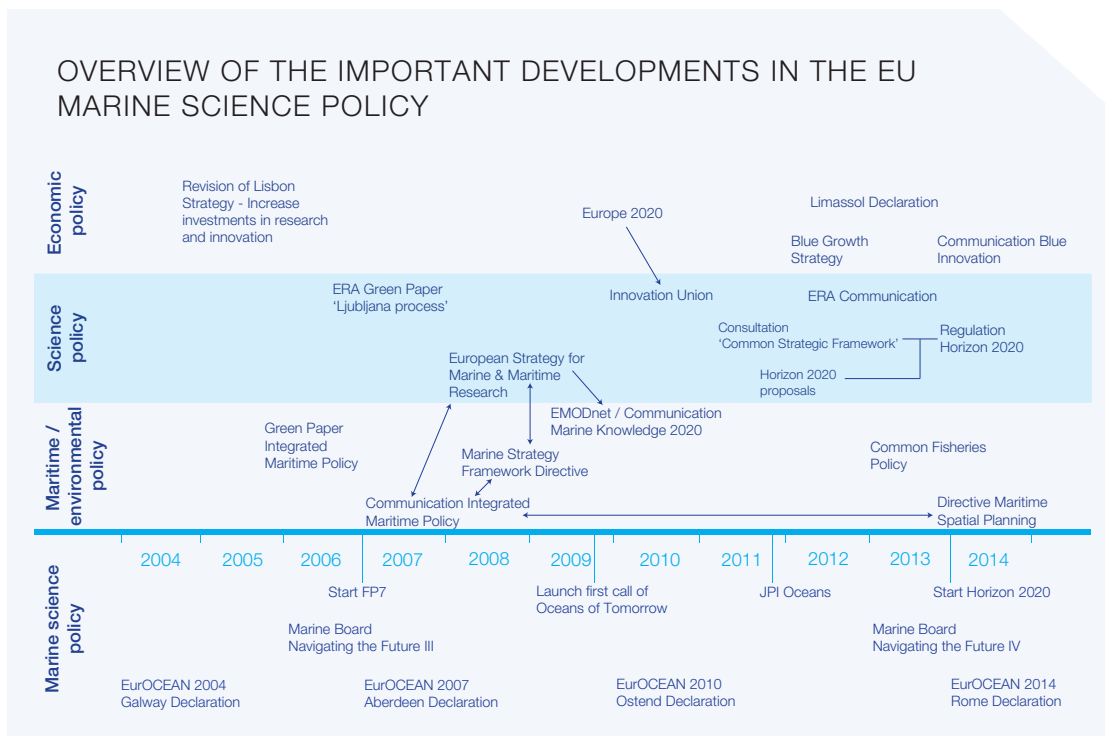 OVERVIEW OF THE IMPORTANT DEVELOPMENTS IN THE EU
MARINE SCIENCE POLICY
Economic
policy
Revision of Lisbon
Strategy - Increase
investments in research
and innovation
Europe 2020
Limassol Declaration
Blue Growth
Strategy
Communication Blue
Innovation
Science
policy
ERA Green Paper
‘Ljubljana process’
Innovation Union
ERA Communication
Consultation
‘Common Strategic Framework’
Regulation
Horizon 2020
European Strategy for
Marine & Maritime
Research
Horizon 2020
proposals
Maritime /
environmental
policy
EMODnet / Communication
Marine Knowledge 2020
Green Paper
Integrated
Maritime Policy
Marine Strategy
Framework Directive
Common Fisheries
Policy
Communication Integrated
Maritime Policy
Directive Maritime
Spatial Planning
2004 2005 2006 2007 2008 2009 2010 2011 2012 2013 2014
Marine science
policy
Start FP7
Launch first call of
Oceans of Tomorrow
JPI Oceans
Start Horizon 2020
Marine Board
Navigating the Future III
Marine Board
Navigating the Future IV
EurOCEAN 2004
Galway Declaration
EurOCEAN 2007
Aberdeen Declaration
EurOCEAN 2010
Ostend Declaration
EurOCEAN 2014
Rome Declaration